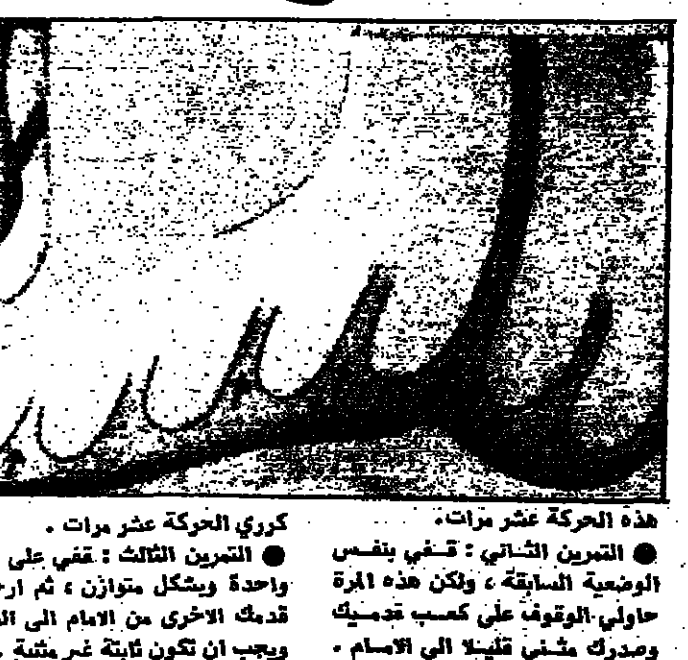 هذه الحركة عشر مرات.
● التمرين الثاني : قفي بنفس
الوضعية السابقة ، ولكن هذه المرة
حاولي الوقوف على كعب قدميك
وصدرك مثني قليلا الى الامام .
كرري الحركة عشر مرات .
● التمرين الثالث : قفي على
واحدة وبشكل متوازن ، ثم ار
قدمك الاخرى من الامام الى ال
ويجب ان تكون ثابتة غير مثنية .